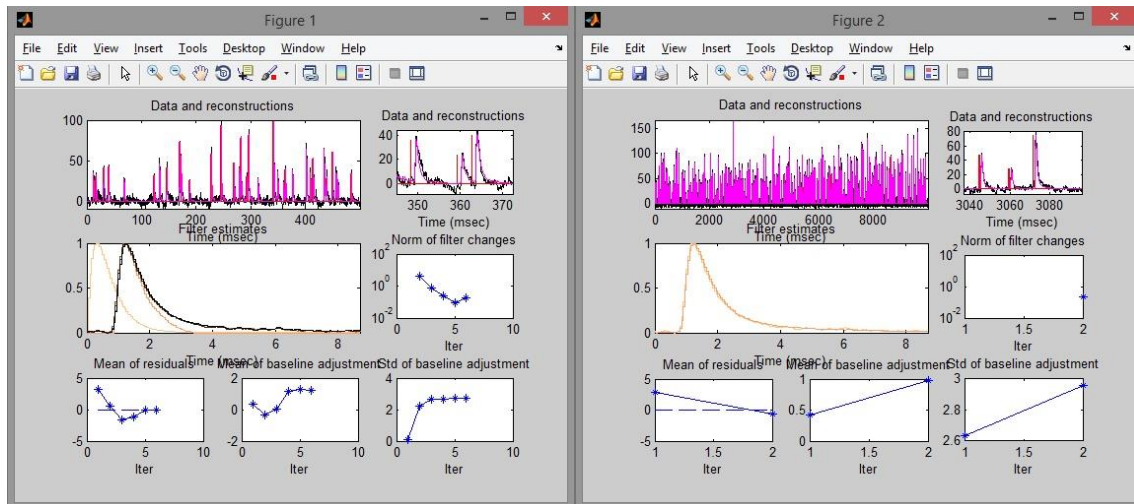 Figure 1
File Edit View Insert Tools Desktop Window Help
Data and reconstructions
100
50
0
0 100 200 300 400
Time (msec)
Data and reconstructions
40
20
0
350 360 370
Time (msec)
Filter estimates
1
0.5
0
0 2 4 6 8
Time (msec)
Norm of filter changes
10^2
10^0
10^-2
0 5 10
Iter
Mean of residuals
5
0
-5
0 5 10
Iter
Mean of baseline adjustment
2
0
-2
0 5 10
Iter
Std of baseline adjustment
4
2
0
0 5 10
Iter
Figure 2
File Edit View Insert Tools Desktop Window Help
Data and reconstructions
150
100
50
0
0 2000 4000 6000 8000
Time (msec)
Data and reconstructions
80
60
40
20
0
3040 3060 3080
Time (msec)
Filter estimates
1
0.5
0
0 2 4 6 8
Time (msec)
Norm of filter changes
10^2
10^0
10^-2
1 1.5 2
Iter
Mean of residuals
5
0
-5
1 1.5 2
Iter
Mean of baseline adjustment
1
0.5
0
1 1.5 2
Iter
Std of baseline adjustment
3
2.8
2.6
1 1.5 2
Iter